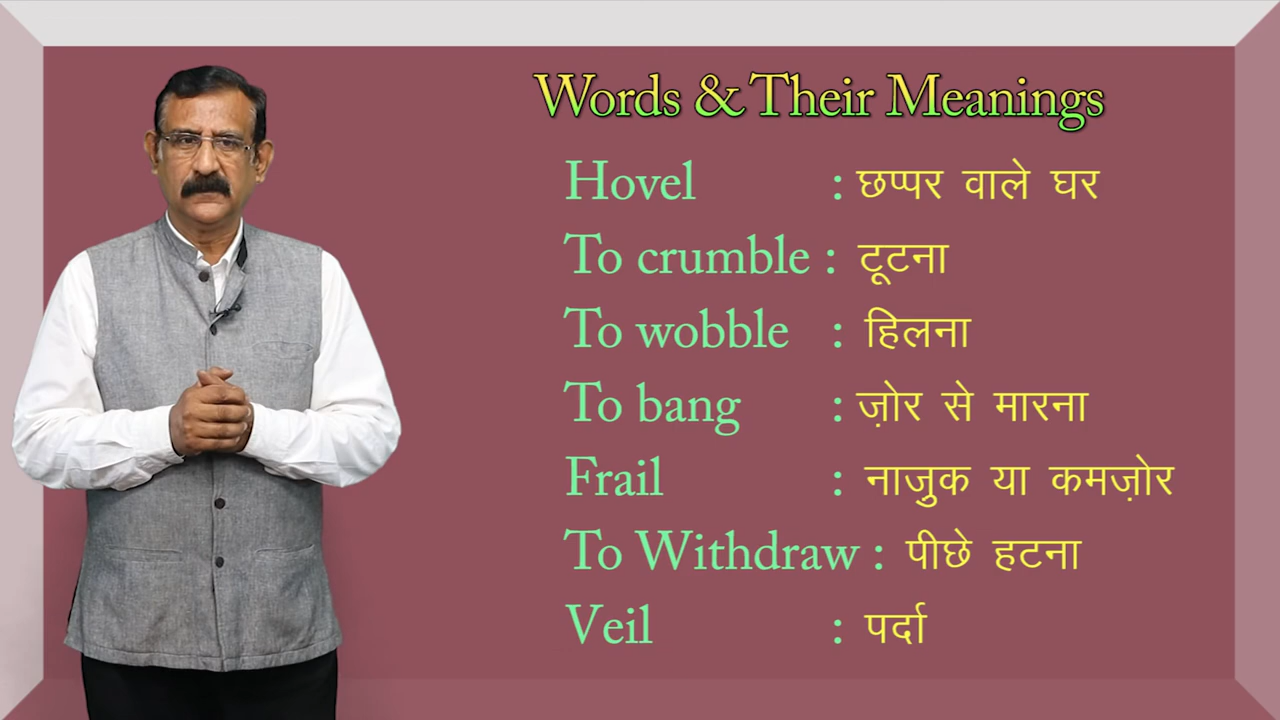 Words & Their Meanings
Hovel : छप्पर वाले घर
To crumble : टूटना
To wobble : हिलना
To bang : ज़ोर से मारना
Frail : नाज़ुक या कमज़ोर
To Withdraw : पीछे हटना
Veil : पर्दा